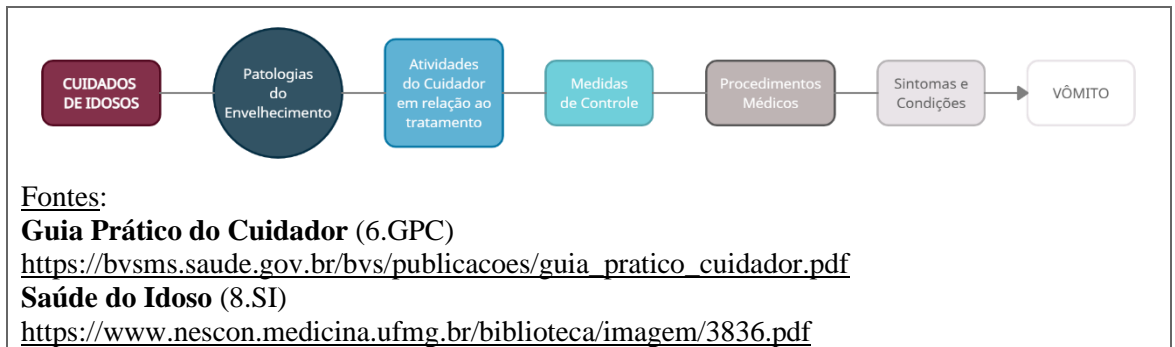 CUIDADOS
DE IDOSOS
Patologias
do
Envelhecimento
Atividades
do Cuidador
em relação ao
tratamento
Medidas
de Controle
Procedimentos
Médicos
Sintomas e
Condições
VÔMITO
Fontes:
Guia Prático do Cuidador (6.GPC)
https://bvsms.saude.gov.br/bvs/publicacoes/guia_pratico_cuidador.pdf
Saúde do Idoso (8.SI)
https://www.nescon.medicina.ufmg.br/biblioteca/imagem/3836.pdf